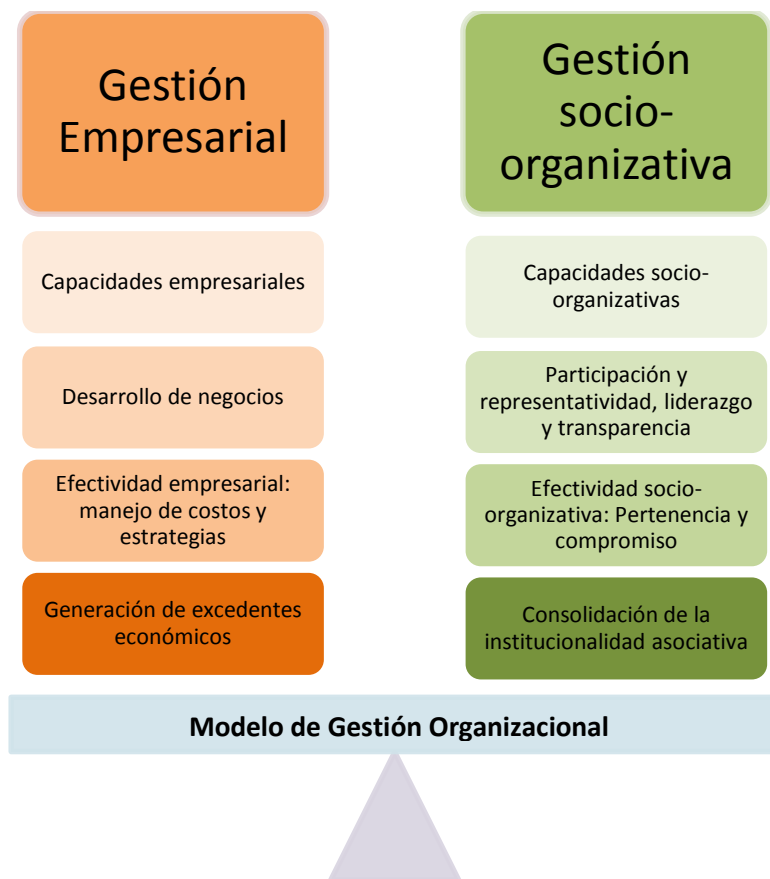 Gestión
Empresarial
Capacidades empresariales
Desarrollo de negocios
Efectividad empresarial:
manejo de costos y
estrategias
Generación de excedentes
económicos
Gestión
socio-
organizativa
Capacidades socio-
organizativas
Participación y
representatividad, liderazgo
y transparencia
Efectividad socio-
organizativa: Pertenencia y
compromiso
Consolidación de la
institucionalidad asociativa
Modelo de Gestión Organizacional